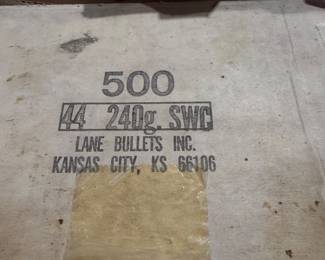 500
44 240g. SWC
LANE BULLETS INC.
KANSAS CITY, KS 66106